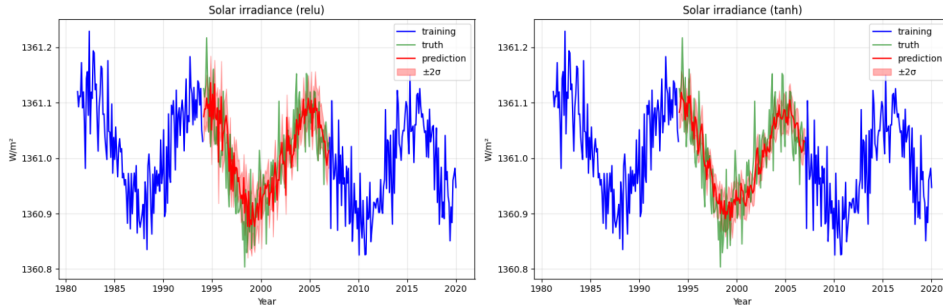 Solar irradiance (relu)
W/m²
1361.2
1361.1
1361.0
1360.9
1360.8
training
truth
prediction
±2σ
1980 1985 1990 1995 2000 2005 2010 2015 2020
Year
Solar irradiance (tanh)
W/m²
1361.2
1361.1
1361.0
1360.9
1360.8
training
truth
prediction
±2σ
1980 1985 1990 1995 2000 2005 2010 2015 2020
Year